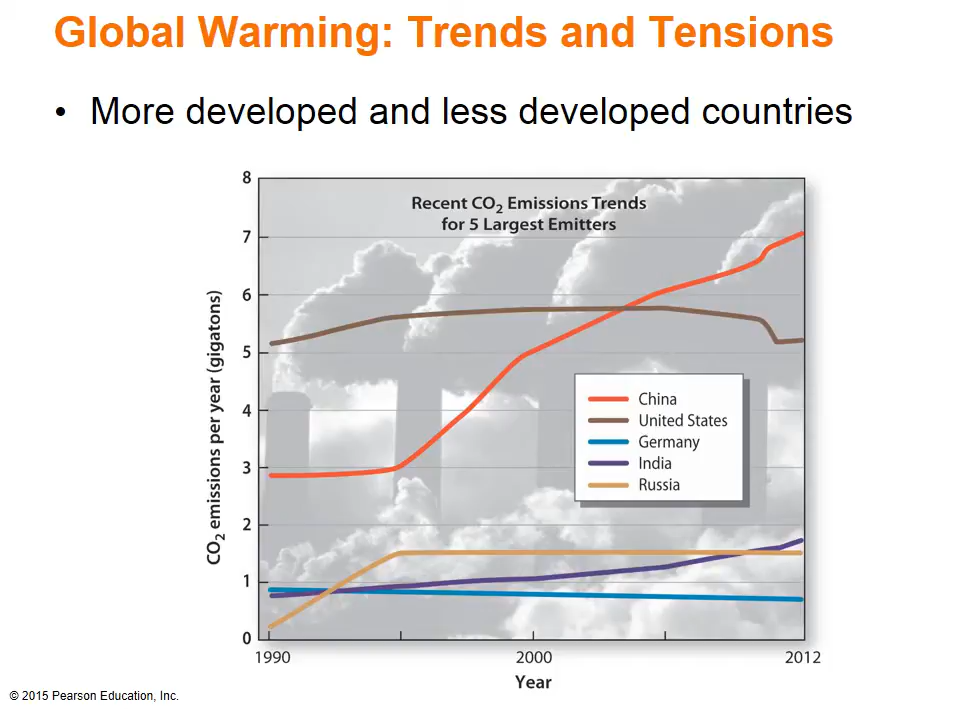 Global Warming: Trends and Tensions
• More developed and less developed countries
Recent CO₂ Emissions Trends
for 5 Largest Emitters
CO₂ emissions per year (gigatons)
8
7
6
5
4
3
2
1
0
China
United States
Germany
India
Russia
1990
2000
2012
Year
© 2015 Pearson Education, Inc.